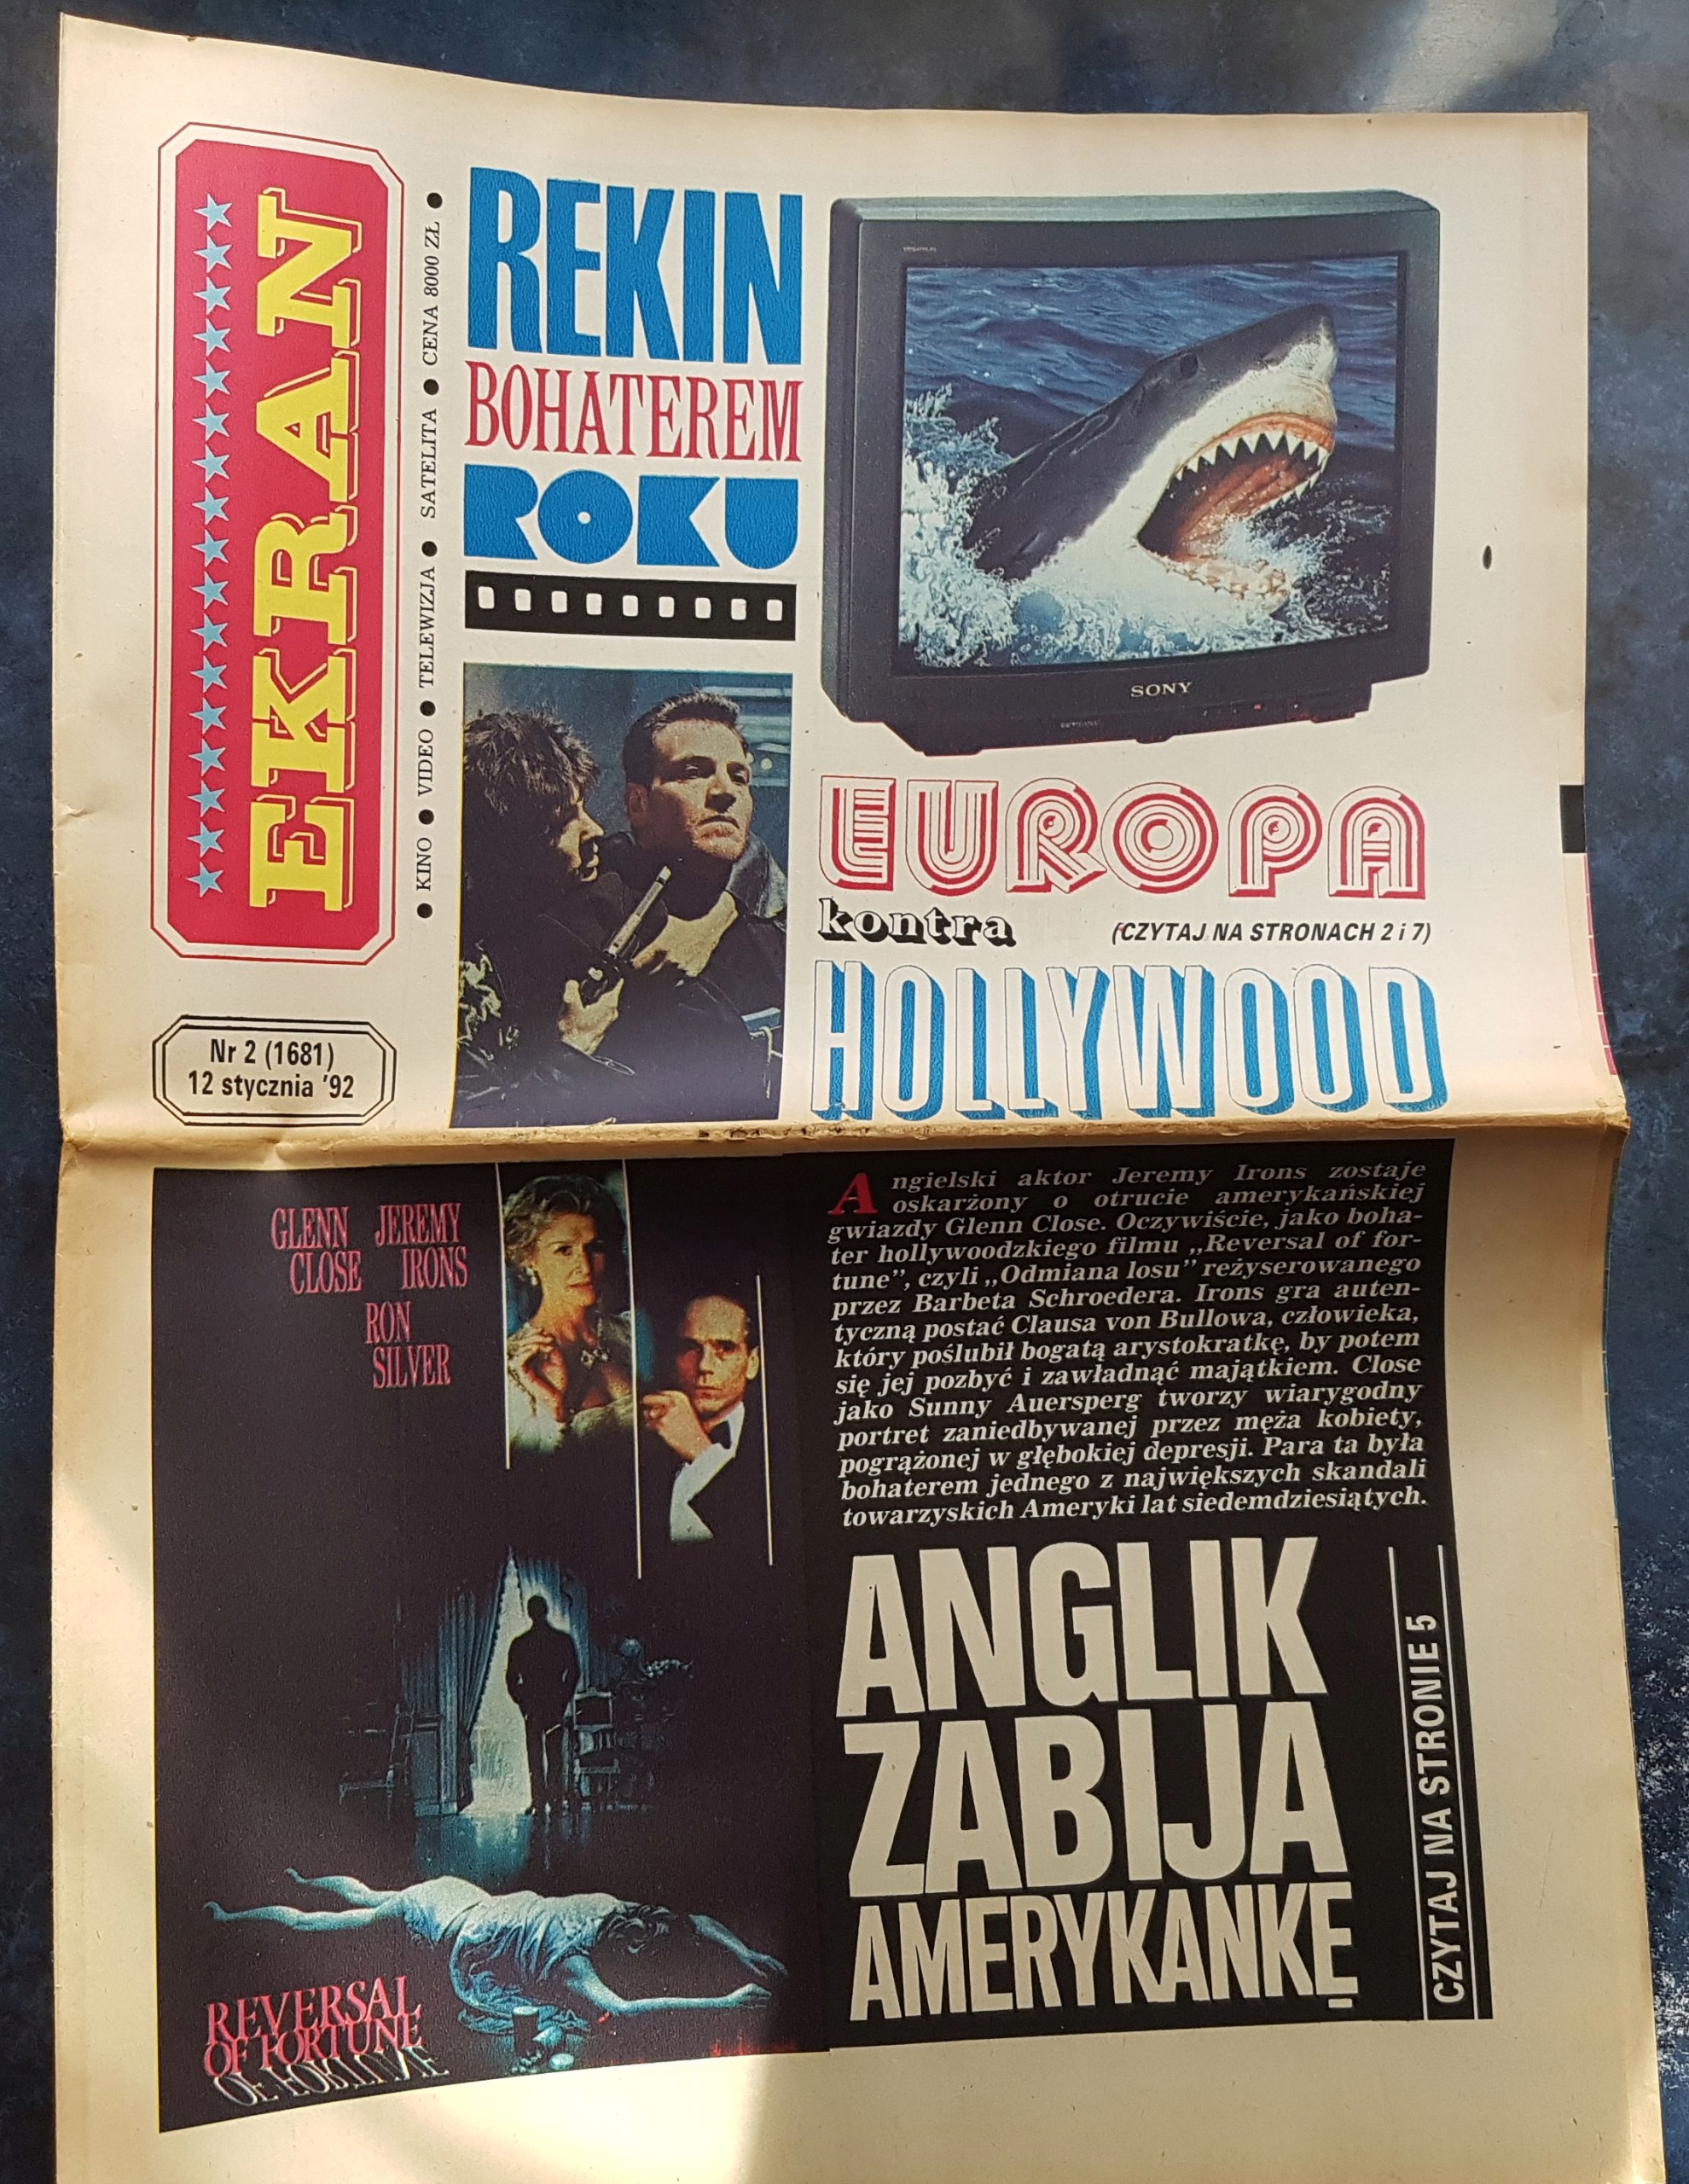 EKRAN
● KINO ● VIDEO ● TELEWIZJA ● SATELITA ● CENA 8000 ZŁ ●
Nr 2 (1681)
12 stycznia '92
REKIN
BOHATEREM
ROKU
SONY
EUROPA
kontra
(CZYTAJ NA STRONACH 2 i 7)
HOLLYWOOD
GLENN JEREMY
CLOSE IRONS
RON
SILVER
REVERSAL
OF FORTUNE
Angielski aktor Jeremy Irons zostaje
oskarżony o otrucie amerykańskiej
gwiazdy Glenn Close. Oczywiście, jako boha-
ter hollywoodzkiego filmu „Reversal of for-
tune”, czyli „Odmiana losu” reżyserowanego
przez Barbeta Schroedera. Irons gra auten-
tyczną postać Clausa von Bullowa, człowieka,
który poślubił bogatą arystokratkę, by potem
się jej pozbyć i zawładnąć majątkiem. Close
jako Sunny Auersperg tworzy wiarygodny
portret zaniedbywanej przez męża kobiety,
pogrążonej w głębokiej depresji. Para ta była
bohaterem jednego z największych skandali
towarzyskich Ameryki lat siedemdziesiątych.
ANGLIK
ZABIJA
AMERYKANKĘ
CZYTAJ NA STRONIE 5